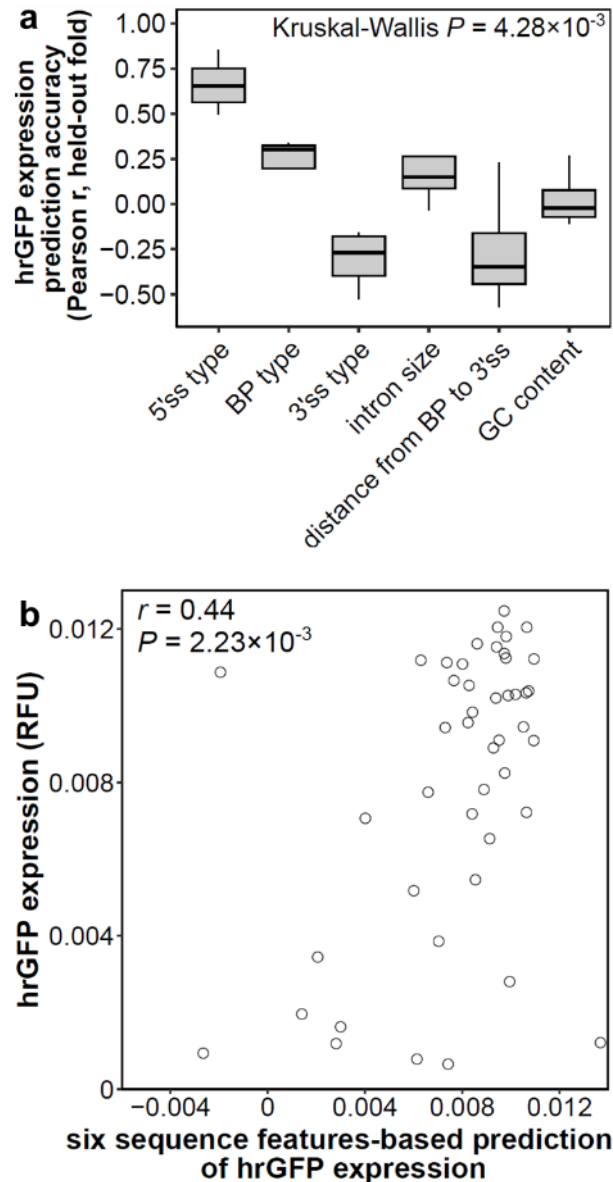 a
hrGFP expression
prediction accuracy
(Pearson r, held-out fold)
1.00
0.75
0.50
0.25
0.00
−0.25
−0.50
Kruskal-Wallis P = 4.28×10⁻³
5'ss type
BP type
3'ss type
intron size
distance from BP to 3'ss
GC content
b
r = 0.44
P = 2.23×10⁻³
hrGFP expression (RFU)
0.012
0.008
0.004
0
−0.004
0
0.004
0.008
0.012
six sequence features-based prediction
of hrGFP expression